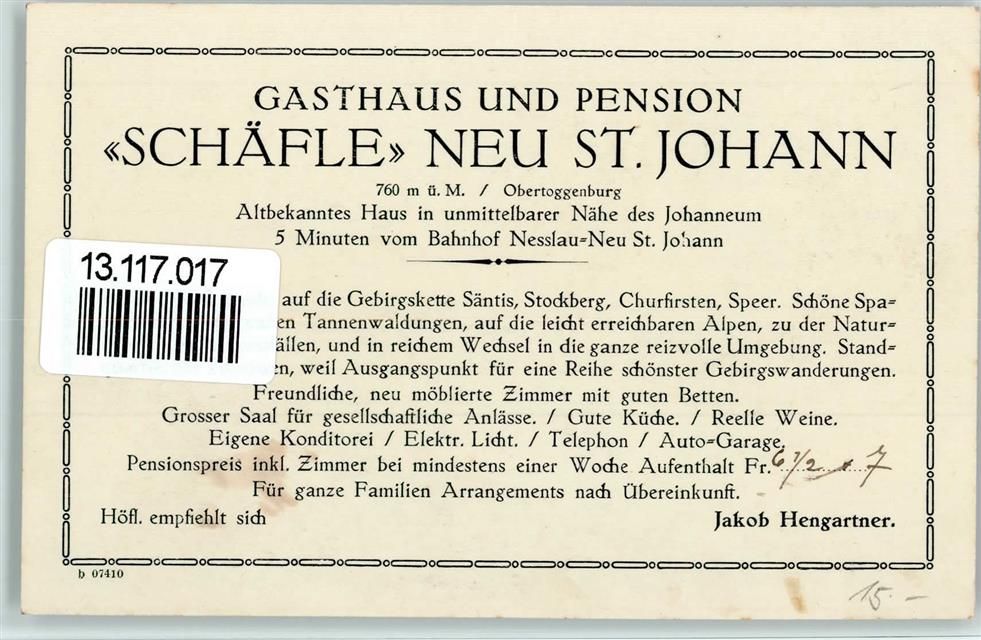 GASTHAUS UND PENSION
«SCHÄFLE» NEU ST. JOHANN
760 m ü. M. / Obertoggenburg
Altbekanntes Haus in unmittelbarer Nähe des Johanneum
5 Minuten vom Bahnhof Nesslau=Neu St. Johann
13.117.017
auf die Gebirgskette Säntis, Stockberg, Churfirsten, Speer. Schöne Spa=
en Tannenwaldungen, auf die leicht erreichbaren Alpen, zu der Natur=
ällen, und in reichem Wechsel in die ganze reizvolle Umgebung. Stand=
n, weil Ausgangspunkt für eine Reihe schönster Gebirgswanderungen.
Freundliche, neu möblierte Zimmer mit guten Betten.
Grosser Saal für gesellschaftliche Anlässe. / Gute Küche. / Reelle Weine.
Eigene Konditorei / Elektr. Licht. / Telephon / Auto=Garage.
Pensionspreis inkl. Zimmer bei mindestens einer Woche Aufenthalt Fr. 6 1/2 + 7
Für ganze Familien Arrangements nach Übereinkunft.
Höfl. empfiehlt sich Jakob Hengartner.
b 07410
15.-